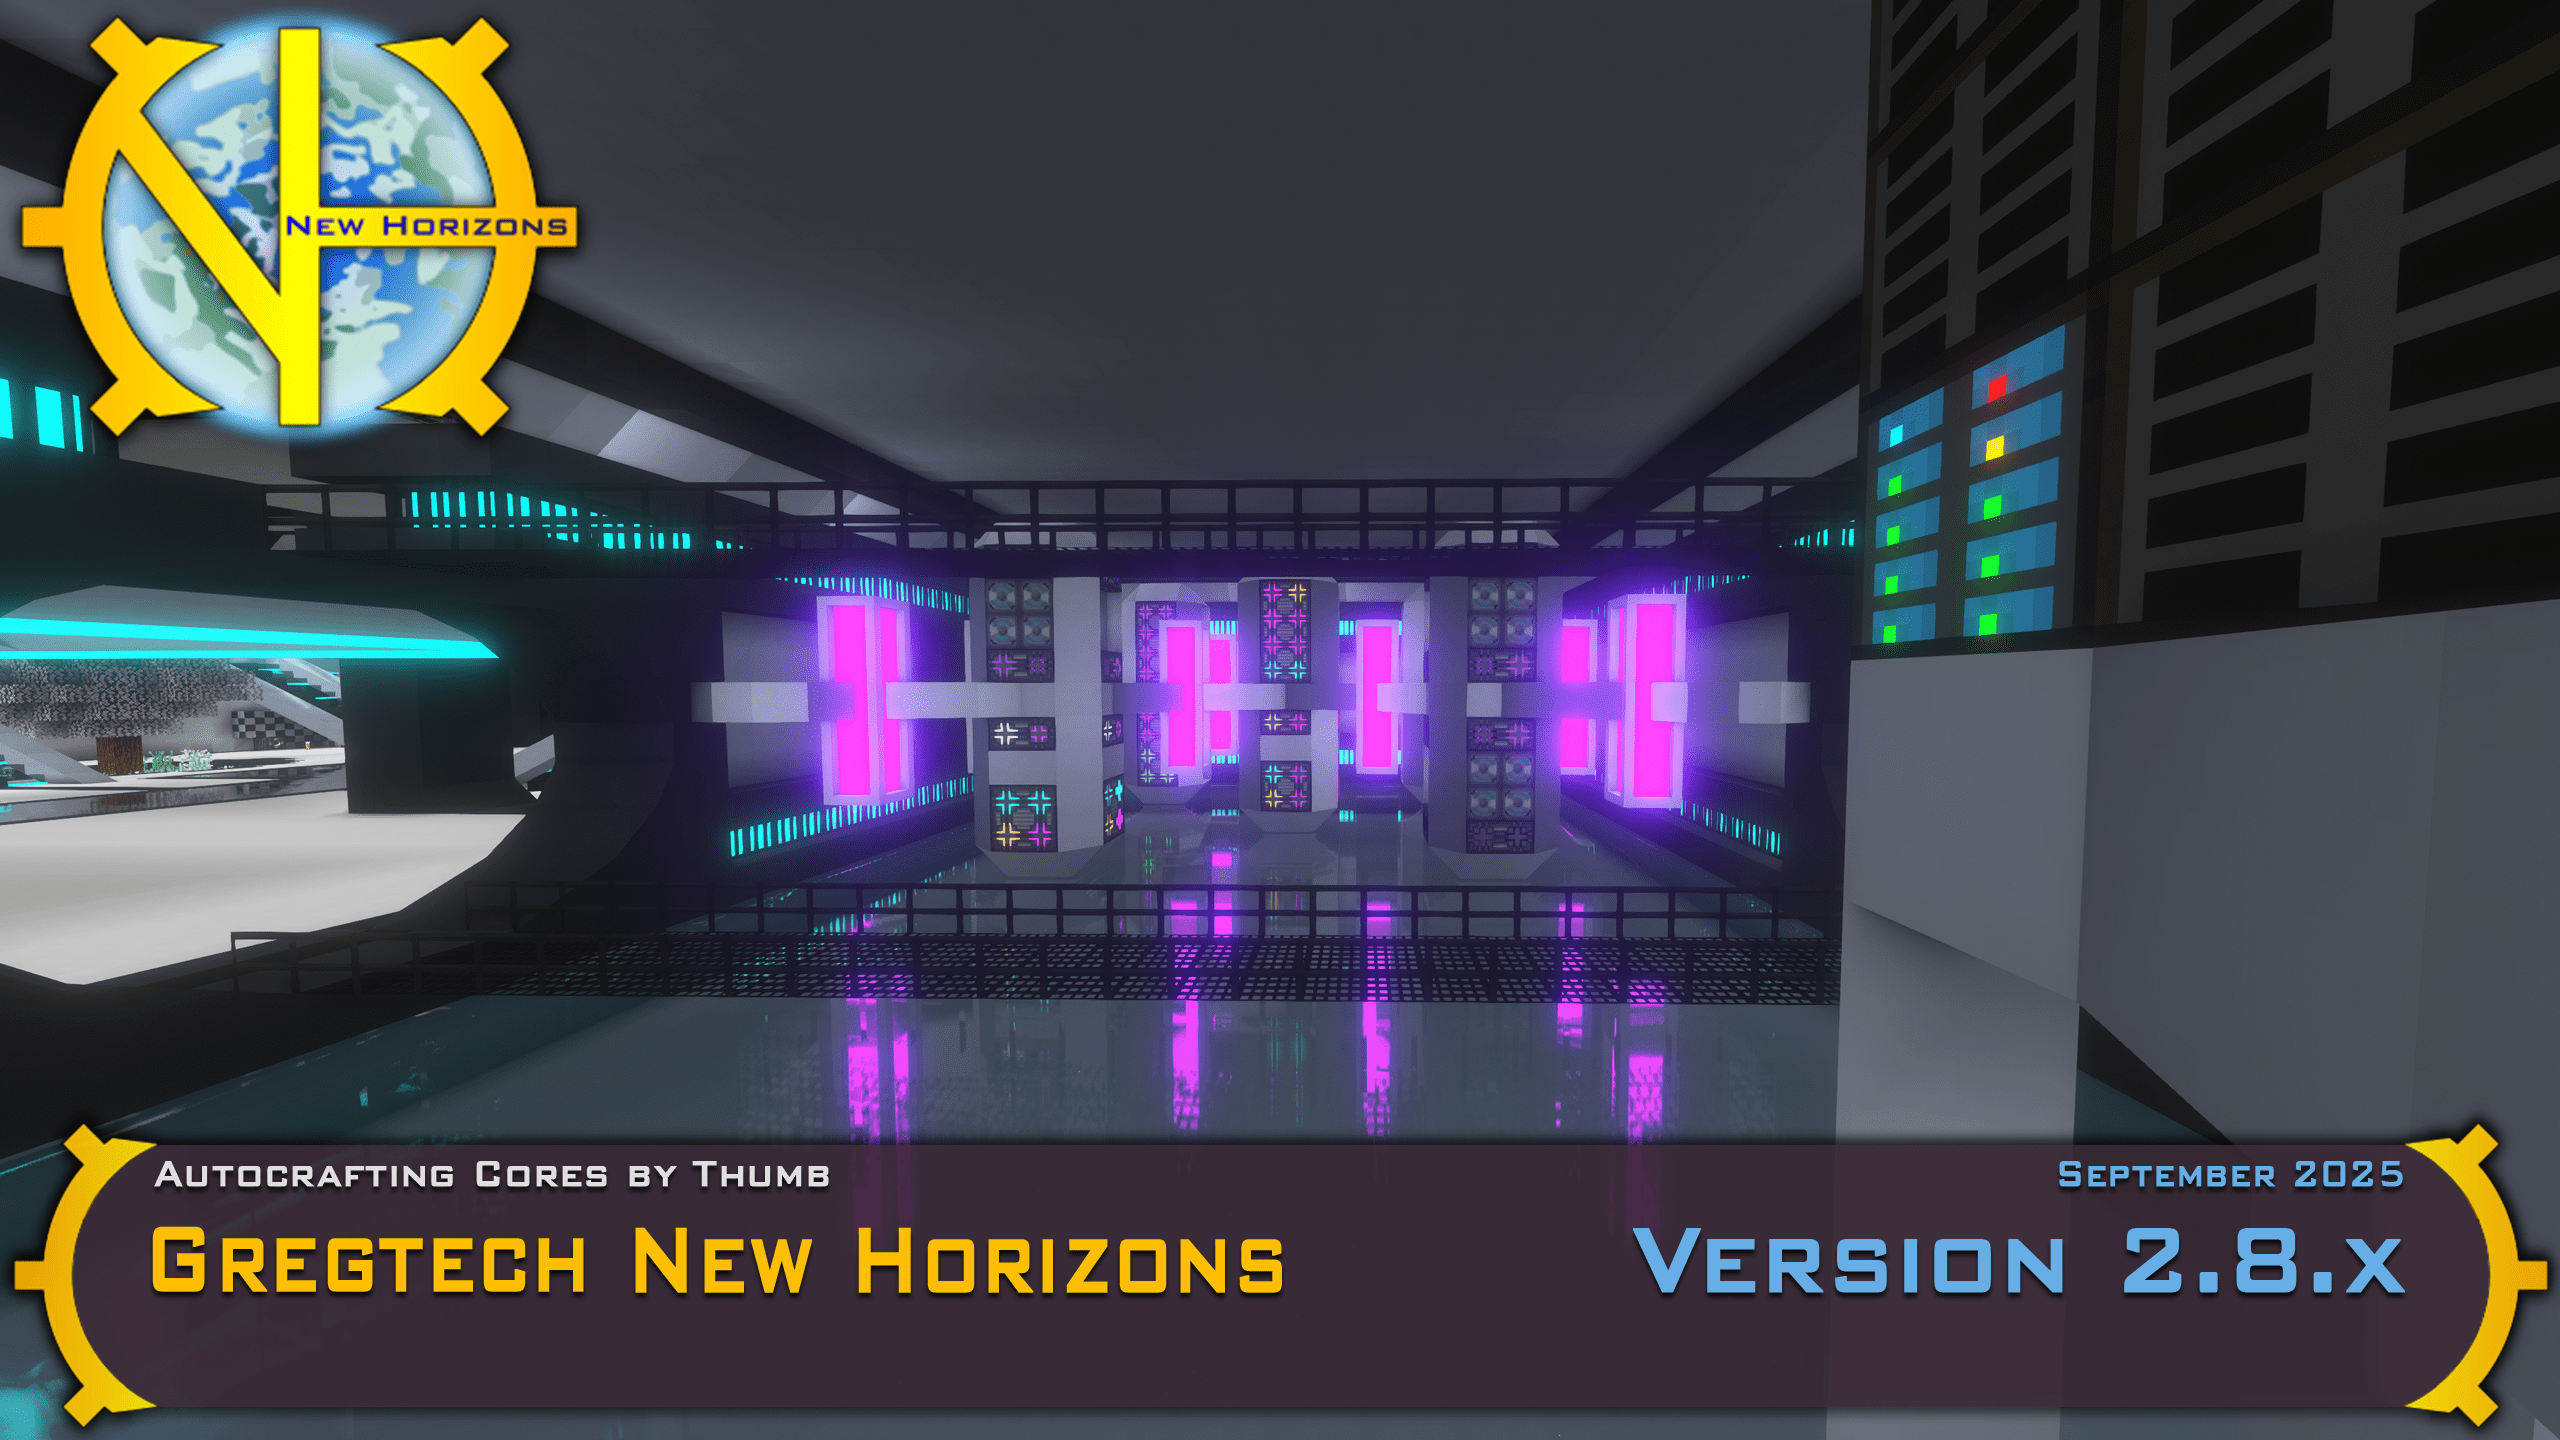 New Horizons
Autocrafting Cores by Thumb
September 2025
Gregtech New Horizons
Version 2.8.x